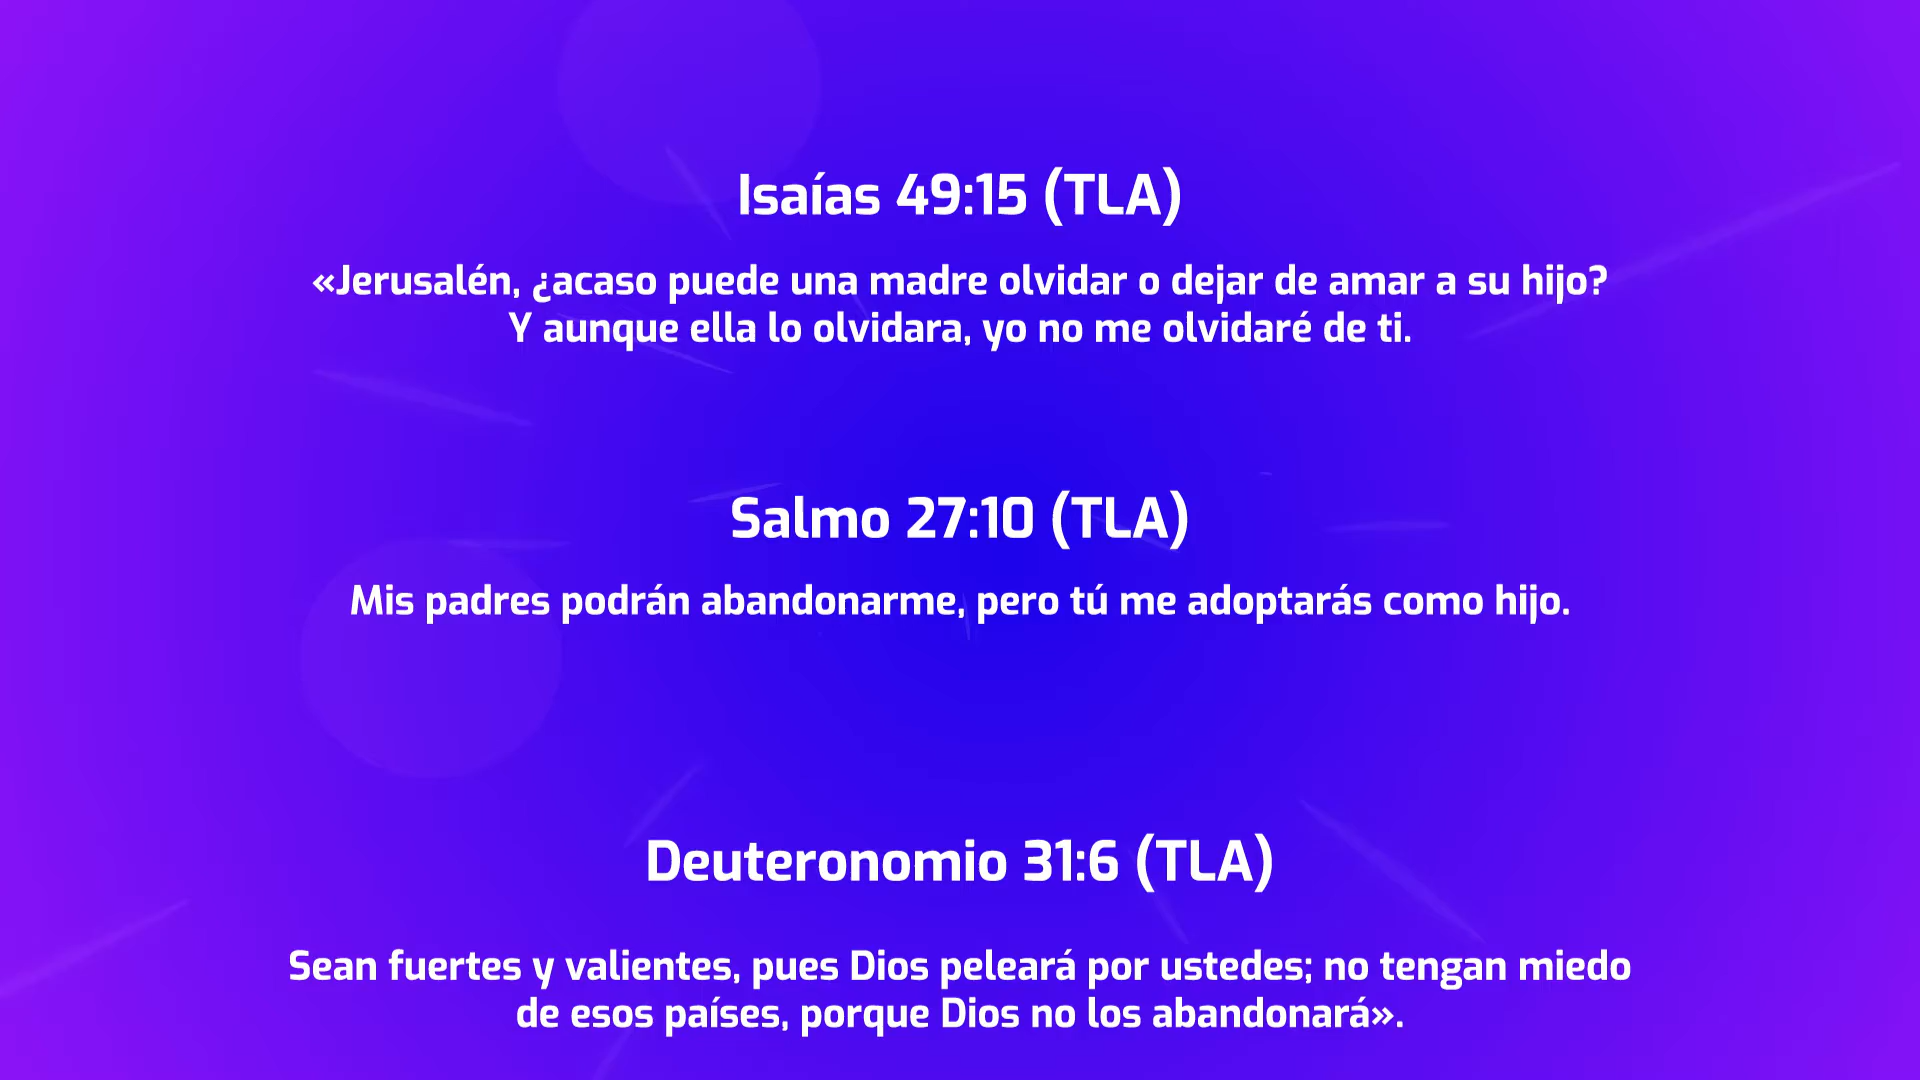 Isaías 49:15 (TLA)
«Jerusalén, ¿acaso puede una madre olvidar o dejar de amar a su hijo?
Y aunque ella lo olvidara, yo no me olvidaré de ti.
Salmo 27:10 (TLA)
Mis padres podrán abandonarme, pero tú me adoptarás como hijo.
Deuteronomio 31:6 (TLA)
Sean fuertes y valientes, pues Dios peleará por ustedes; no tengan miedo
de esos países, porque Dios no los abandonará».